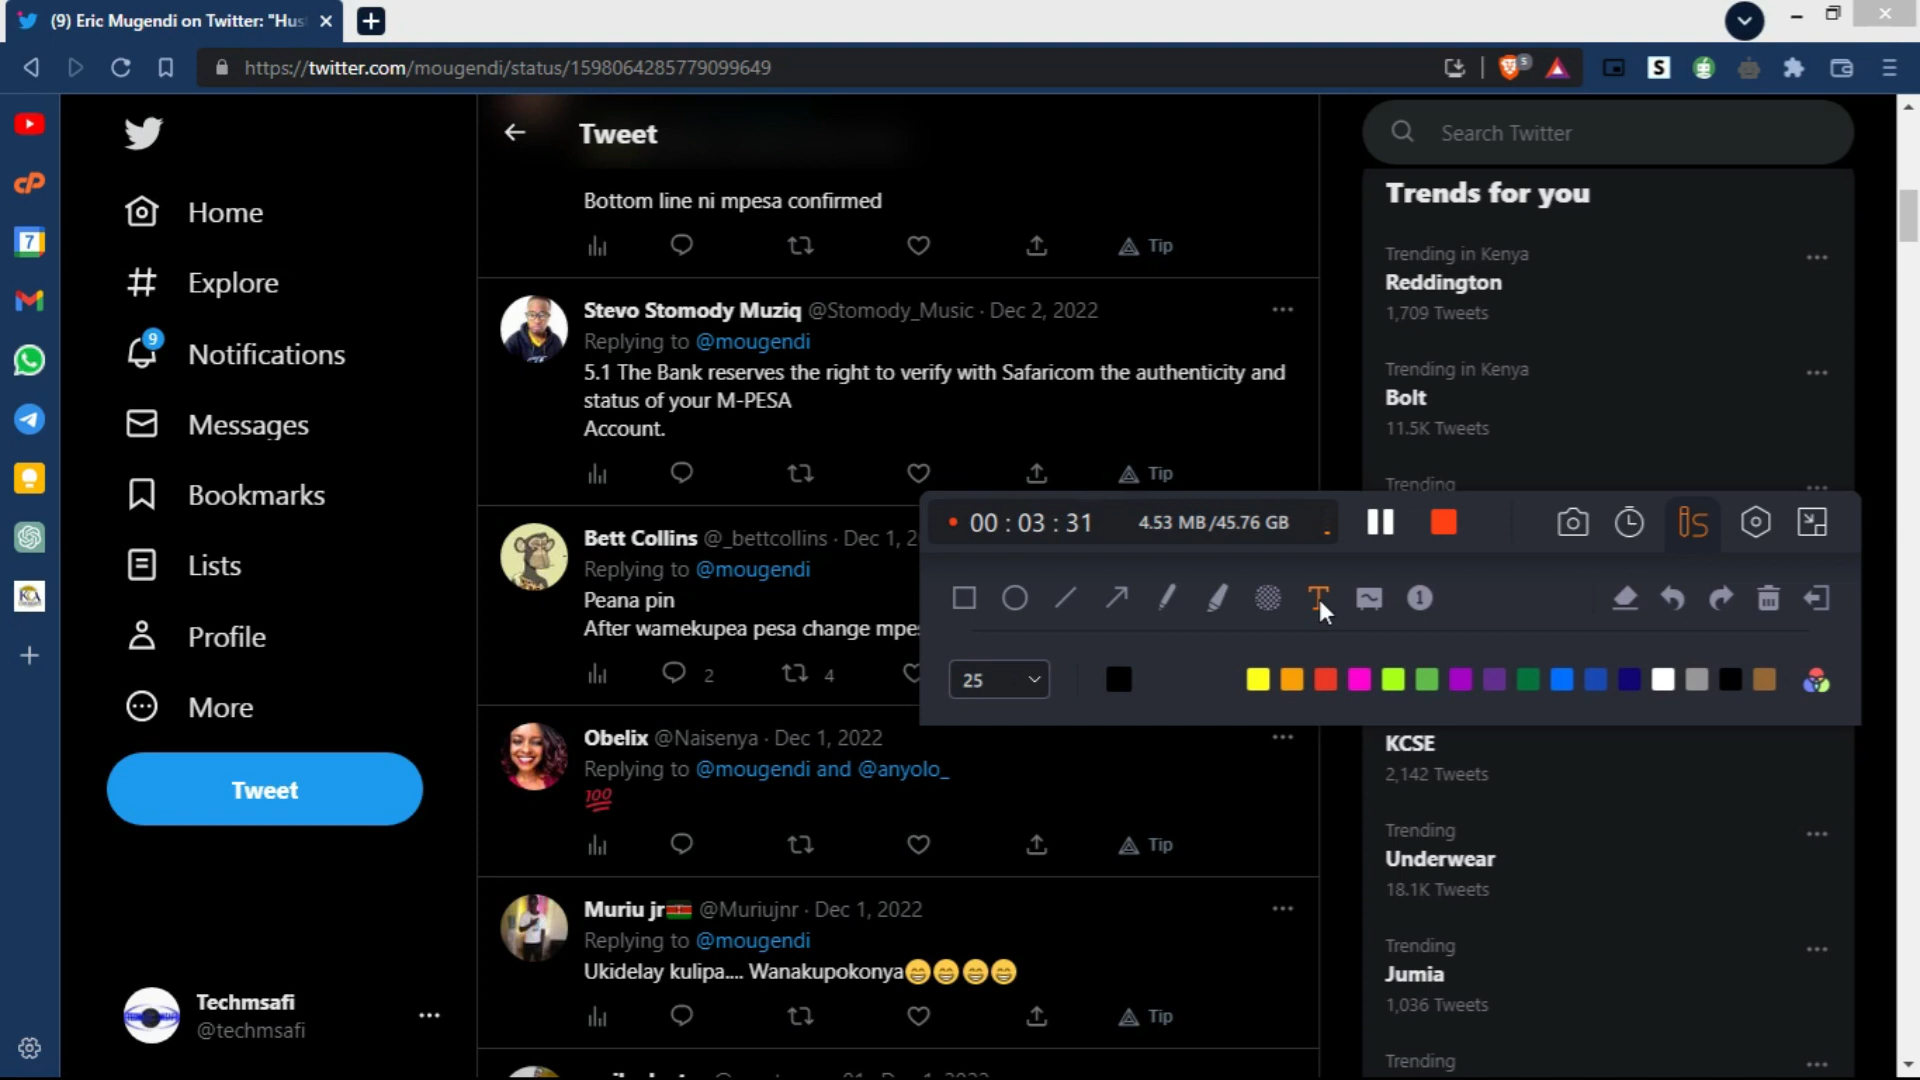 (9) Eric Mugendi on Twitter: "Hus
https://twitter.com/mougendi/status/1598064285779099649
Tweet
Search Twitter
Home
Explore
9
Notifications
Messages
Bookmarks
Lists
Profile
More
Tweet
Techmsafi
@techmsafi
Bottom line ni mpesa confirmed
Tip
Stevo Stomody Muziq @Stomody_Music · Dec 2, 2022
Replying to @mougendi
5.1 The Bank reserves the right to verify with Safaricom the authenticity and
status of your M-PESA
Account.
Tip
Bett Collins @_bettcollins · Dec 1, 2
Replying to @mougendi
Peana pin
After wamekupea pesa change mpes
2
4
Obelix @Naisenya · Dec 1, 2022
Replying to @mougendi and @anyolo_
💯
Tip
Muriu jr🇰🇪 @Muriujnr · Dec 1, 2022
Replying to @mougendi
Ukidelay kulipa.... Wanakupokonya😁😁😁😁
Tip
00 : 03 : 31
4.53 MB/45.76 GB
T
1
25
Trends for you
Trending in Kenya
Reddington
1,709 Tweets
Trending in Kenya
Bolt
11.5K Tweets
Trending
KCSE
2,142 Tweets
Trending
Underwear
18.1K Tweets
Trending
Jumia
1,036 Tweets
Trending
7
S
5